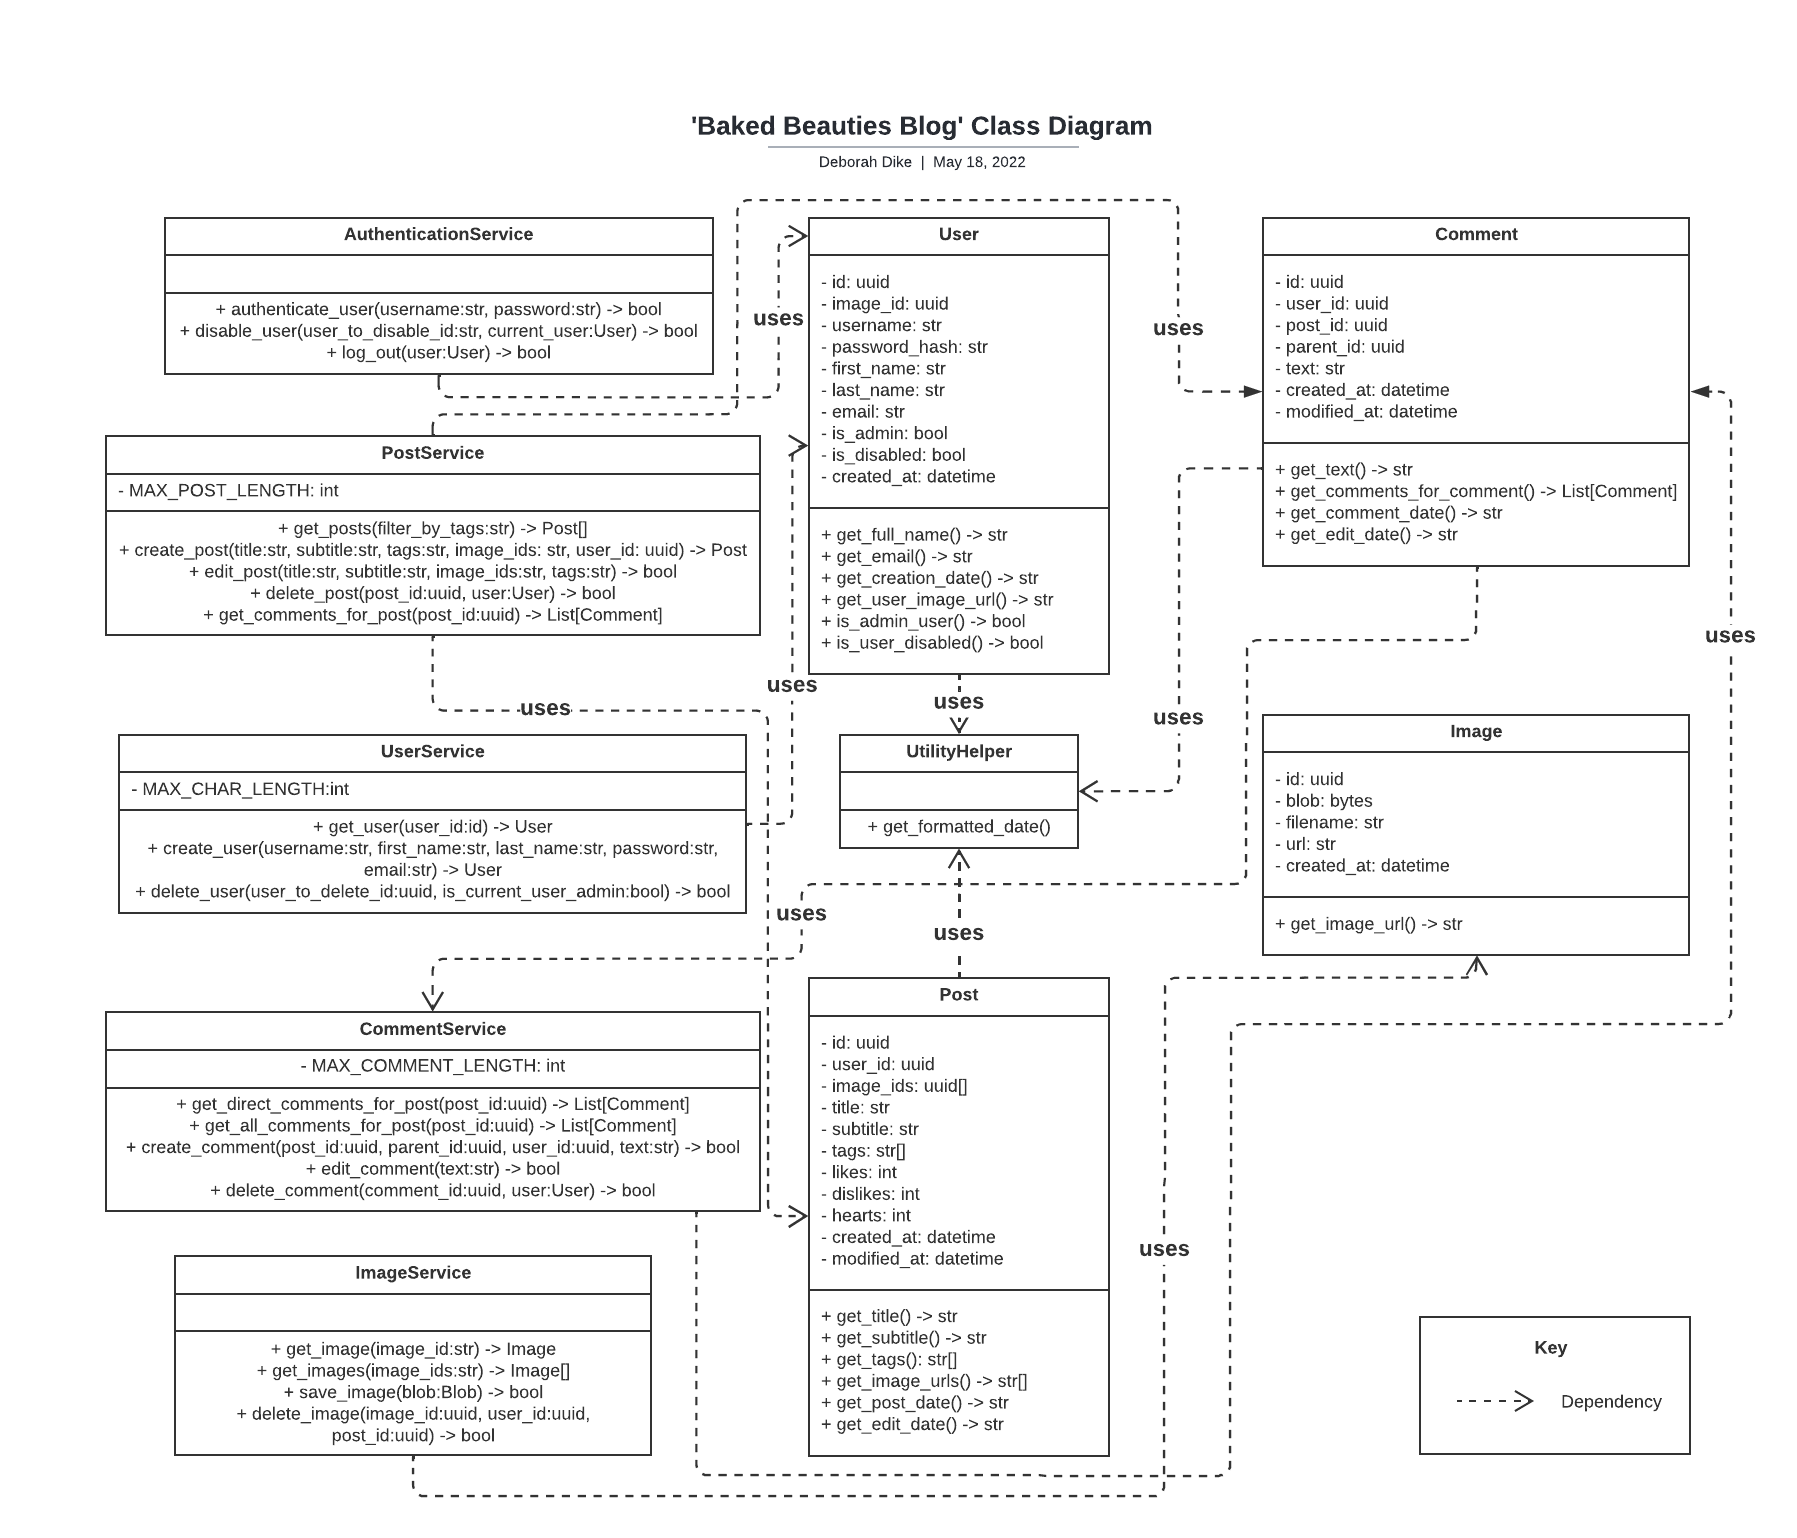 'Baked Beauties Blog' Class Diagram
Deborah Dike | May 18, 2022
AuthenticationService
+ authenticate_user(username:str, password:str) -> bool
+ disable_user(user_to_disable_id:str, current_user:User) -> bool
+ log_out(user:User) -> bool
uses
User
- id: uuid
- image_id: uuid
- username: str
- password_hash: str
- first_name: str
- last_name: str
- email: str
- is_admin: bool
- is_disabled: bool
- created_at: datetime
+ get_full_name() -> str
+ get_email() -> str
+ get_creation_date() -> str
+ get_user_image_url() -> str
+ is_admin_user() -> bool
+ is_user_disabled() -> bool
uses
Comment
- id: uuid
- user_id: uuid
- post_id: uuid
- parent_id: uuid
- text: str
- created_at: datetime
- modified_at: datetime
+ get_text() -> str
+ get_comments_for_comment() -> List[Comment]
+ get_comment_date() -> str
+ get_edit_date() -> str
uses
PostService
- MAX_POST_LENGTH: int
+ get_posts(filter_by_tags:str) -> Post[]
+ create_post(title:str, subtitle:str, tags:str, image_ids: str, user_id: uuid) -> Post
+ edit_post(title:str, subtitle:str, image_ids:str, tags:str) -> bool
+ delete_post(post_id:uuid, user:User) -> bool
+ get_comments_for_post(post_id:uuid) -> List[Comment]
uses
uses
uses
uses
UserService
- MAX_CHAR_LENGTH:int
+ get_user(user_id:id) -> User
+ create_user(username:str, first_name:str, last_name:str, password:str,
email:str) -> User
+ delete_user(user_to_delete_id:uuid, is_current_user_admin:bool) -> bool
UtilityHelper
+ get_formatted_date()
Image
- id: uuid
- blob: bytes
- filename: str
- url: str
- created_at: datetime
+ get_image_url() -> str
uses
uses
CommentService
- MAX_COMMENT_LENGTH: int
+ get_direct_comments_for_post(post_id:uuid) -> List[Comment]
+ get_all_comments_for_post(post_id:uuid) -> List[Comment]
+ create_comment(post_id:uuid, parent_id:uuid, user_id:uuid, text:str) -> bool
+ edit_comment(text:str) -> bool
+ delete_comment(comment_id:uuid, user:User) -> bool
Post
- id: uuid
- user_id: uuid
- image_ids: uuid[]
- title: str
- subtitle: str
- tags: str[]
- likes: int
- dislikes: int
- hearts: int
- created_at: datetime
- modified_at: datetime
+ get_title() -> str
+ get_subtitle() -> str
+ get_tags(): str[]
+ get_image_urls() -> str[]
+ get_post_date() -> str
+ get_edit_date() -> str
uses
ImageService
+ get_image(image_id:str) -> Image
+ get_images(image_ids:str) -> Image[]
+ save_image(blob:Blob) -> bool
+ delete_image(image_id:uuid, user_id:uuid,
post_id:uuid) -> bool
Key
Dependency